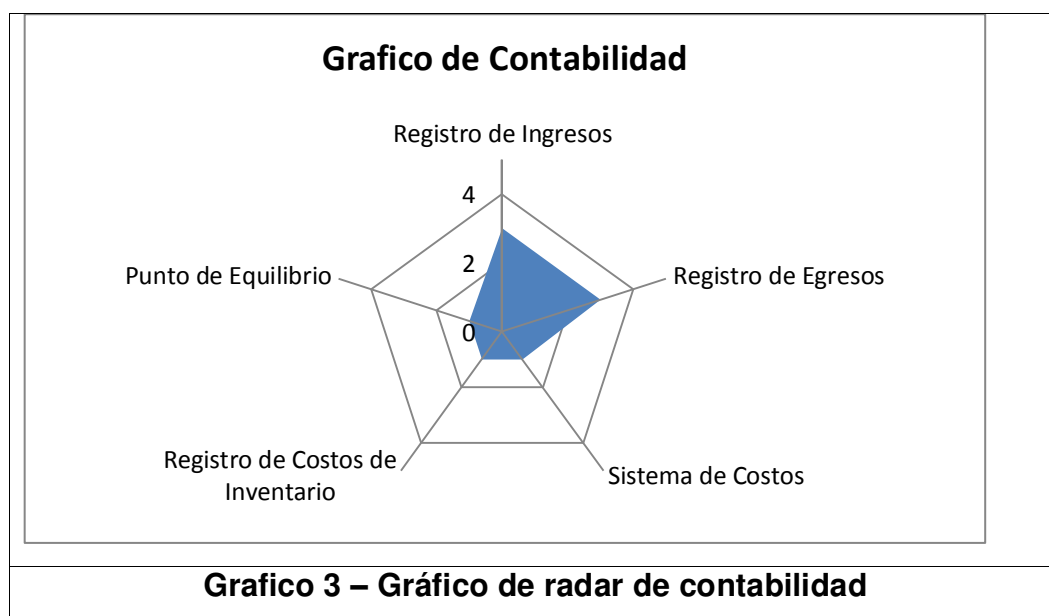 Grafico de Contabilidad
Registro de Ingresos
4
2
0
Punto de Equilibrio
Registro de Egresos
Registro de Costos de
Inventario
Sistema de Costos
Grafico 3 – Gráfico de radar de contabilidad